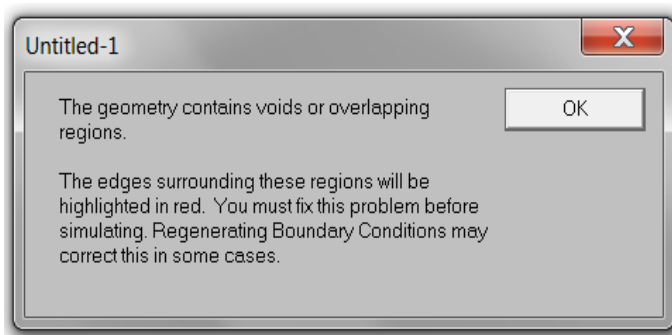 Untitled-1
X
The geometry contains voids or overlapping
regions.
OK
The edges surrounding these regions will be
highlighted in red. You must fix this problem before
simulating. Regenerating Boundary Conditions may
correct this in some cases.